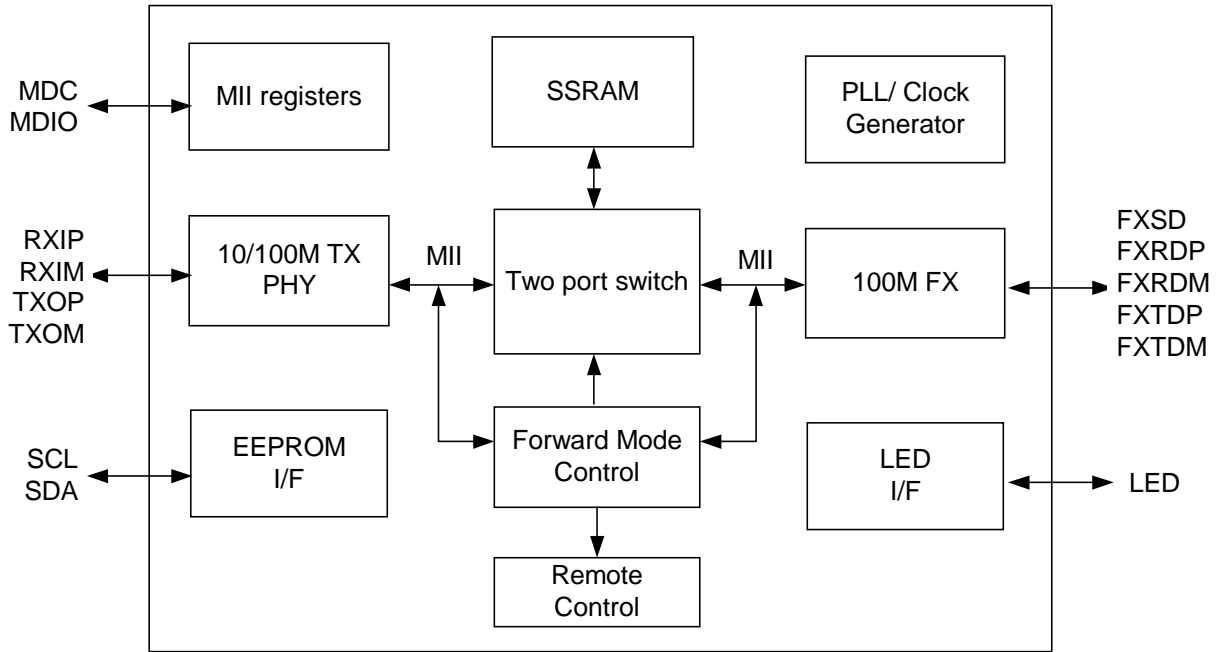 MDC
MDIO
MII registers
SSRAM
PLL/ Clock
Generator
RXIP
RXIM
TXOP
TXOM
10/100M TX
PHY
MII
Two port switch
MII
100M FX
FXSD
FXRDP
FXRDM
FXTDP
FXTDM
SCL
SDA
EEPROM
I/F
Forward Mode
Control
LED
I/F
LED
Remote
Control